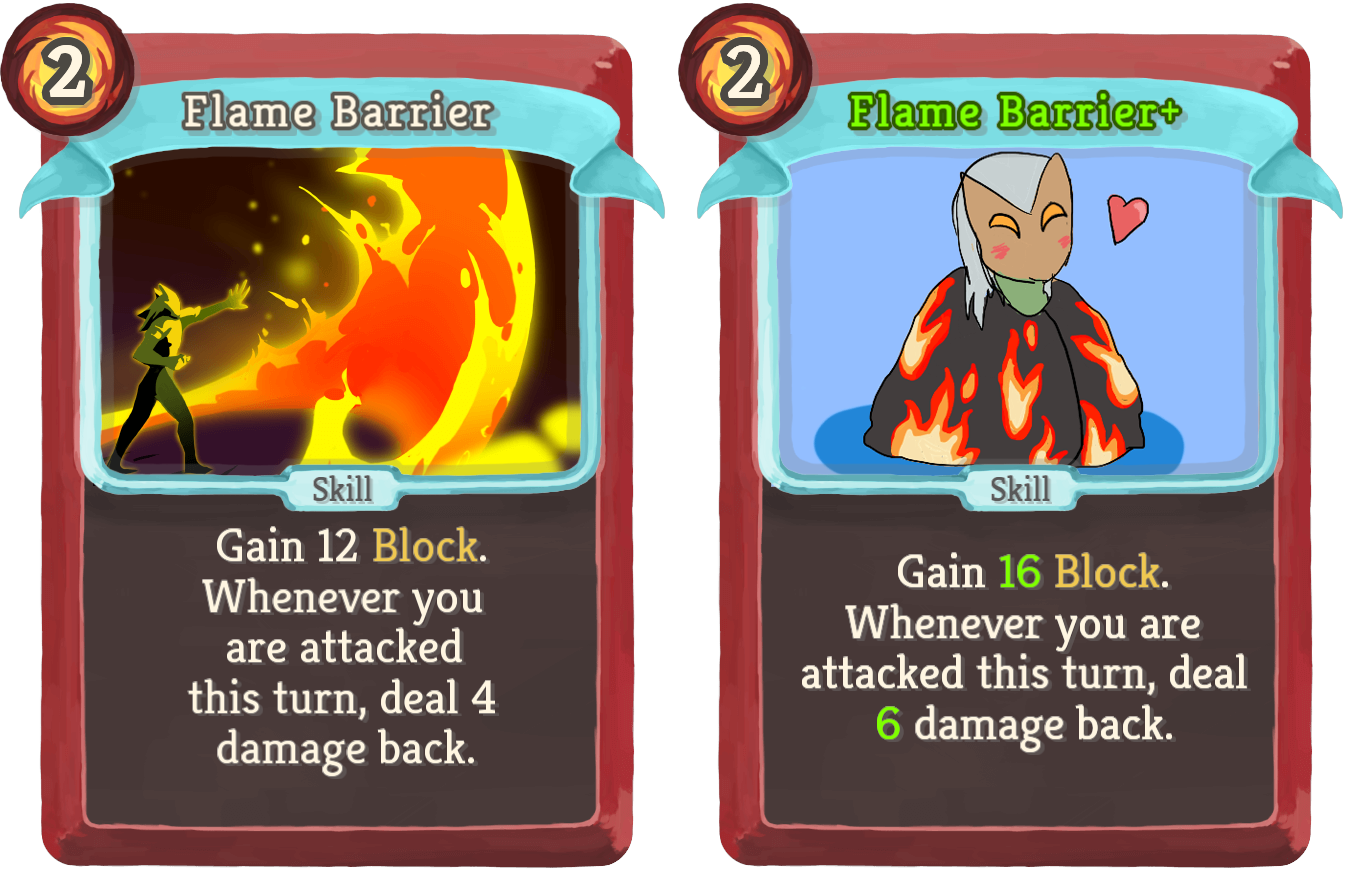 2
Flame Barrier
Skill
Gain 12 Block.
Whenever you
are attacked
this turn, deal 4
damage back.
2
Flame Barrier+
Skill
Gain 16 Block.
Whenever you are
attacked this turn, deal
6 damage back.